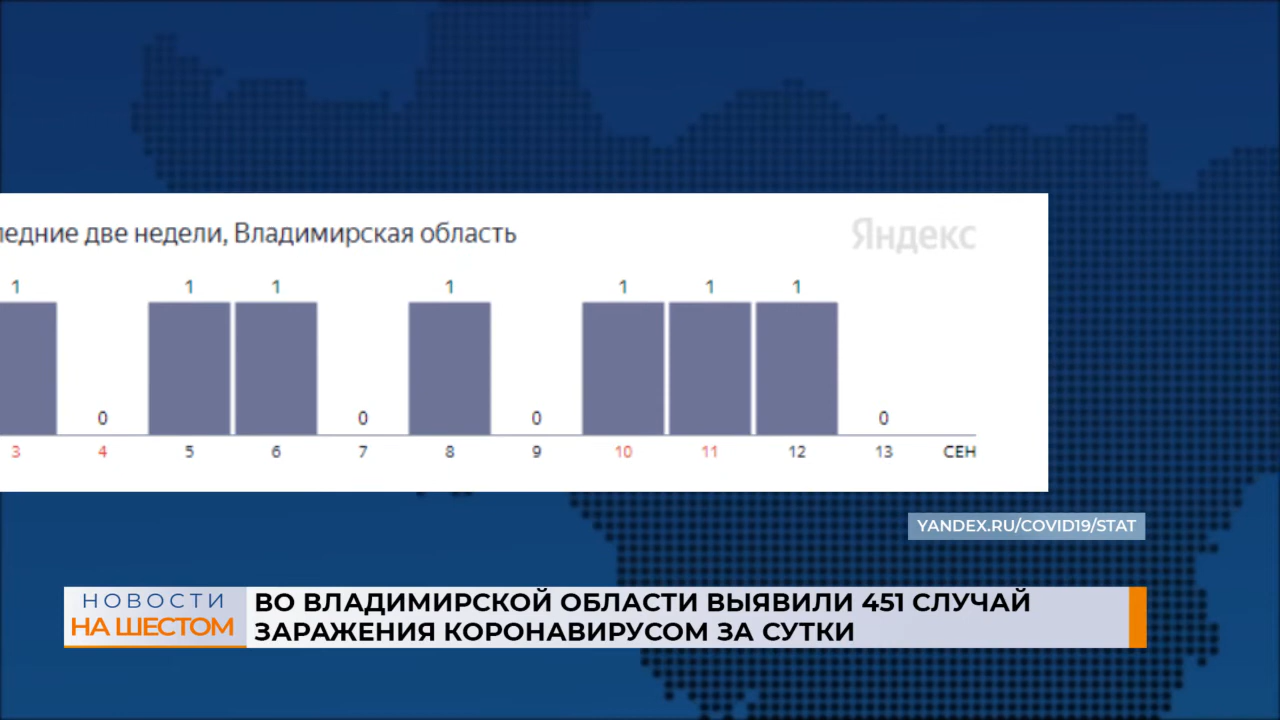 ледние две недели, Владимирская область
Яндекс
1 1 1 1 1 1 1
0 0 0 0
3 4 5 6 7 8 9 10 11 12 13 СЕН
YANDEX.RU/COVID19/STAT
НОВОСТИ
НА ШЕСТОМ
ВО ВЛАДИМИРСКОЙ ОБЛАСТИ ВЫЯВИЛИ 451 СЛУЧАЙ
ЗАРАЖЕНИЯ КОРОНАВИРУСОМ ЗА СУТКИ